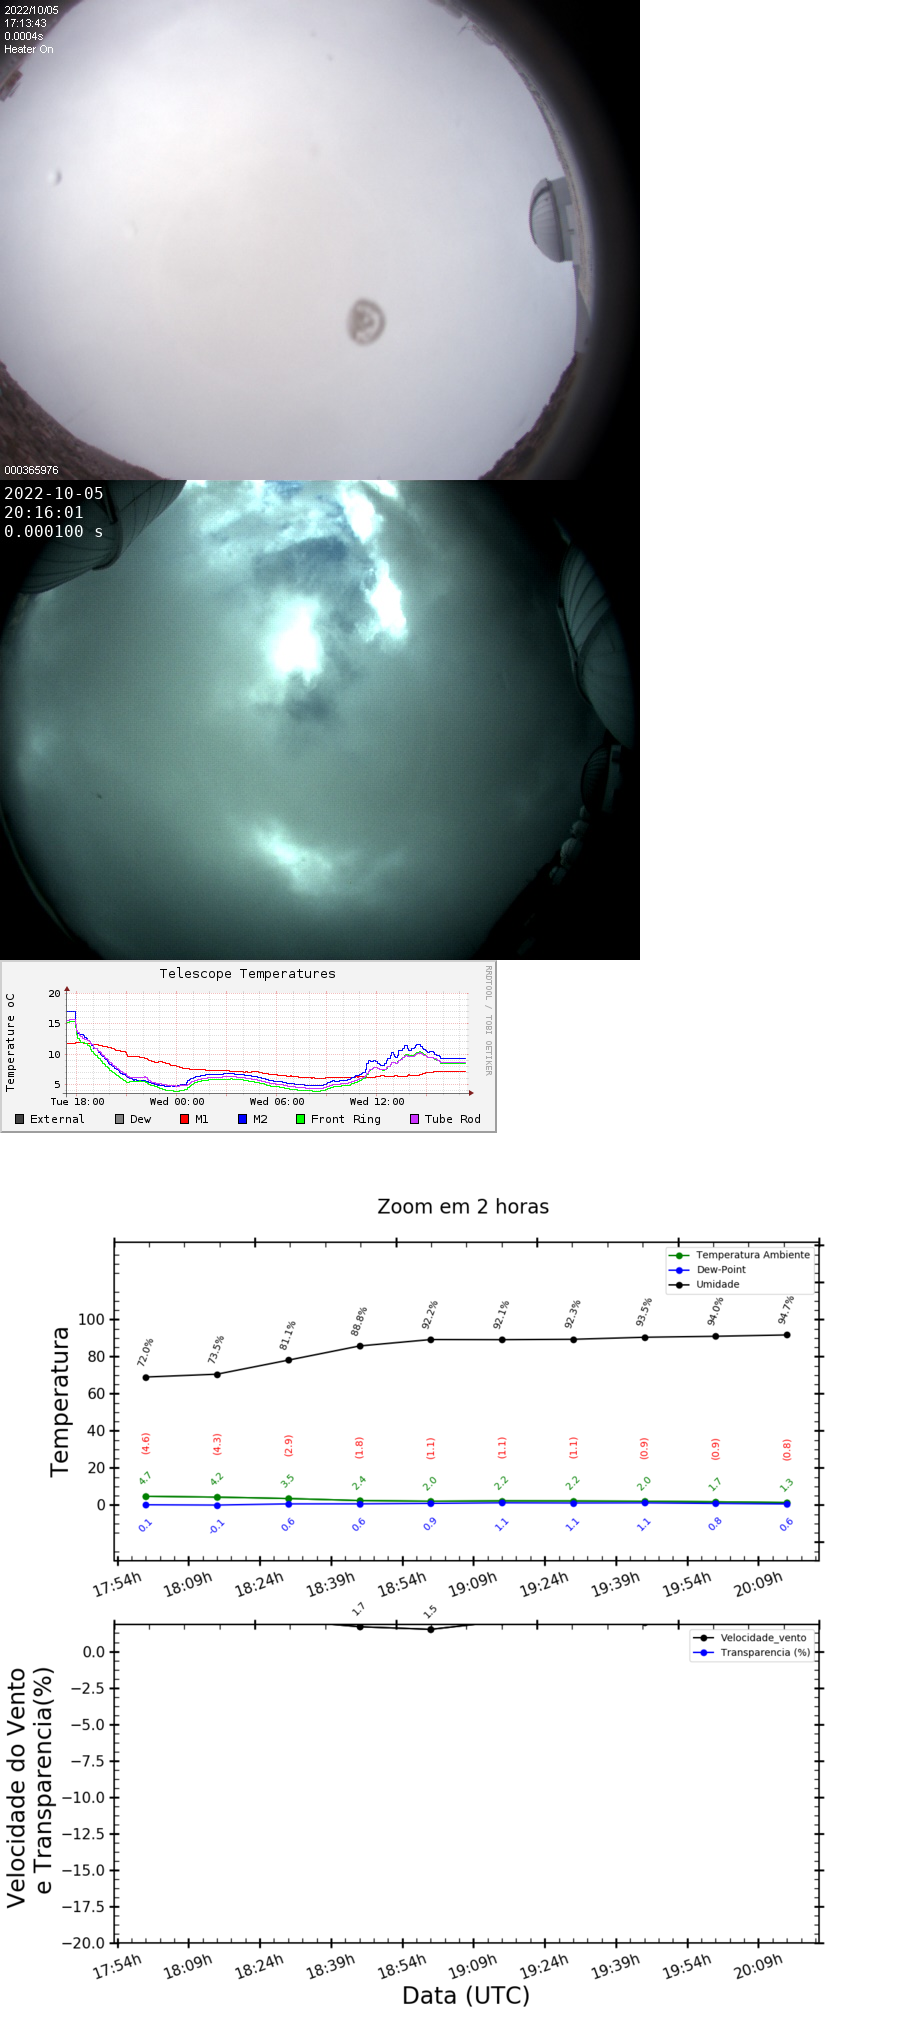 2022/10/05
17:13:43
0.0004s
Heater On
000365976
2022-10-05
20:16:01
0.000100 s
Telescope Temperatures
RRDTOOL / TOBI OETIKER
Temperature oC
20
15
10
5
Tue 18:00 Wed 00:00 Wed 06:00 Wed 12:00
External Dew M1 M2 Front Ring Tube Rod
Zoom em 2 horas
Temperatura Ambiente
Dew-Point
Umidade
Temperatura
100
80
60
40
20
0
72.0% 73.5% 81.1% 88.8% 92.2% 92.1% 92.3% 93.5% 94.0% 94.7%
(4.6) (4.3) (2.9) (1.8) (1.1) (1.1) (1.1) (0.9) (0.9) (0.8)
4.7 4.2 3.5 2.4 2.0 2.2 2.2 2.0 1.7 1.3
0.1 -0.1 0.6 0.6 0.9 1.1 1.1 1.1 0.8 0.6
17:54h 18:09h 18:24h 18:39h 18:54h 19:09h 19:24h 19:39h 19:54h 20:09h
1.7 1.5
Velocidade_vento
Transparencia (%)
Velocidade do Vento
e Transparencia(%)
0.0
−2.5
−5.0
−7.5
−10.0
−12.5
−15.0
−17.5
−20.0
17:54h 18:09h 18:24h 18:39h 18:54h 19:09h 19:24h 19:39h 19:54h 20:09h
Data (UTC)